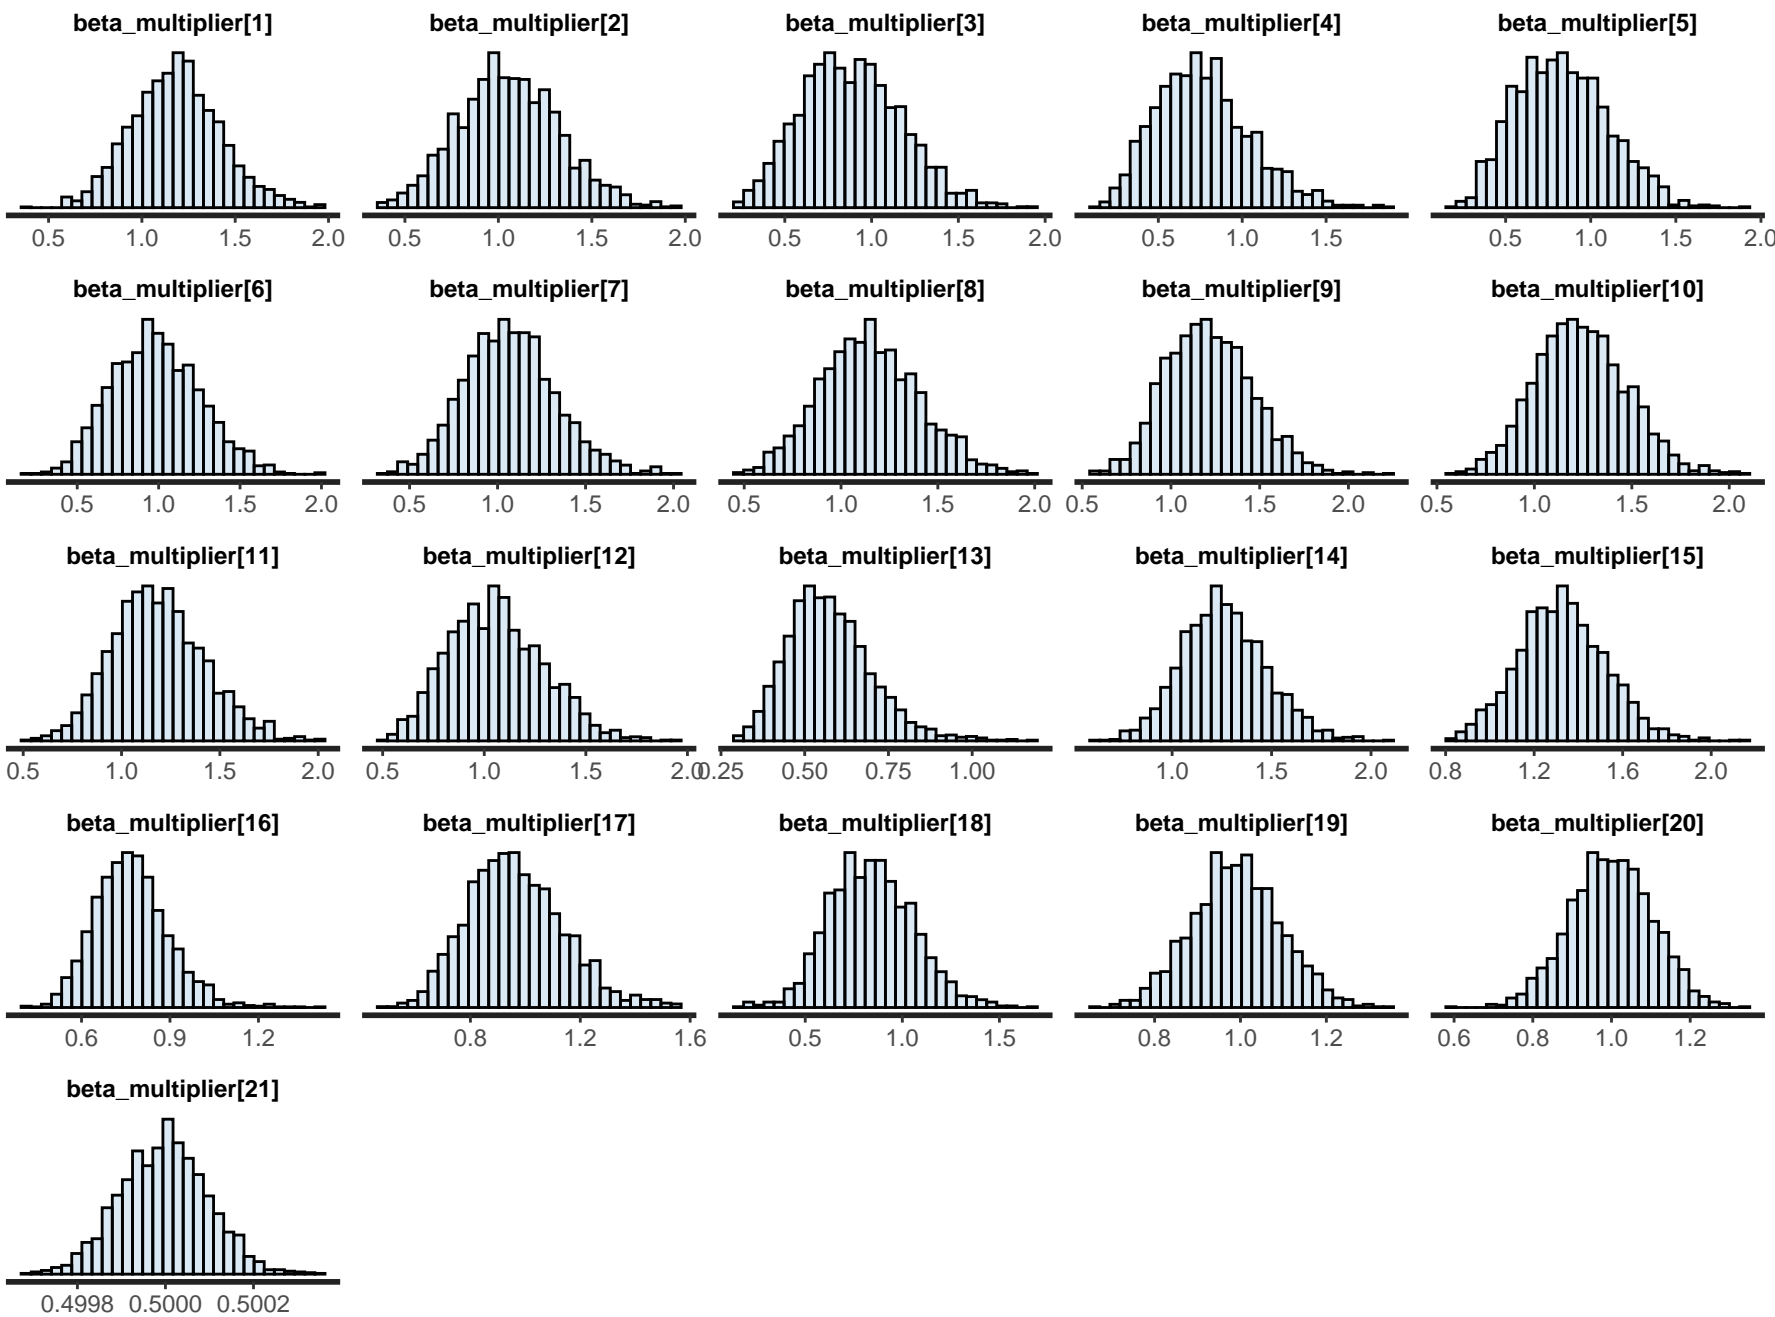 beta_multiplier[1] beta_multiplier[2] beta_multiplier[3] beta_multiplier[4] beta_multiplier[5]
0.5 1.0 1.5 2.0 0.5 1.0 1.5 2.0 0.5 1.0 1.5 2.0 0.5 1.0 1.5 0.5 1.0 1.5 2.0
beta_multiplier[6] beta_multiplier[7] beta_multiplier[8] beta_multiplier[9] beta_multiplier[10]
0.5 1.0 1.5 2.0 0.5 1.0 1.5 2.0 0.5 1.0 1.5 2.0 0.5 1.0 1.5 2.0 0.5 1.0 1.5 2.0
beta_multiplier[11] beta_multiplier[12] beta_multiplier[13] beta_multiplier[14] beta_multiplier[15]
0.5 1.0 1.5 2.0 0.5 1.0 1.5 2.0 0.25 0.50 0.75 1.00 1.0 1.5 2.0 0.8 1.2 1.6 2.0
beta_multiplier[16] beta_multiplier[17] beta_multiplier[18] beta_multiplier[19] beta_multiplier[20]
0.6 0.9 1.2 0.8 1.2 1.6 0.5 1.0 1.5 0.8 1.0 1.2 0.6 0.8 1.0 1.2
beta_multiplier[21]
0.4998 0.5000 0.5002